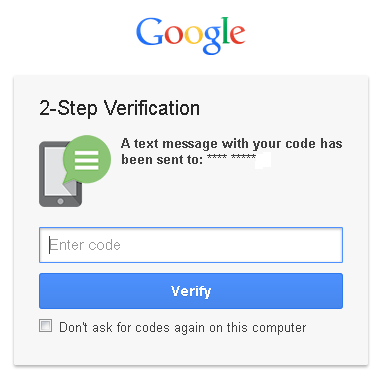 Google
2-Step Verification
A text message with your code has
been sent to: **** *****
Enter code
Verify
Don't ask for codes again on this computer